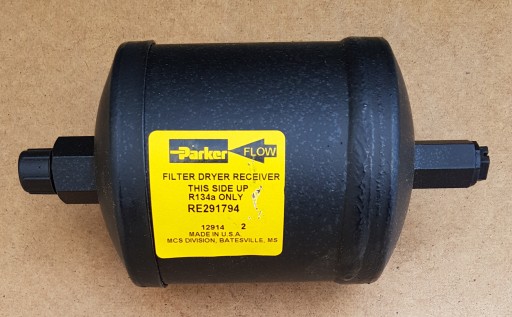 Parker FLOW
FILTER DRYER RECEIVER
THIS SIDE UP
R134a ONLY
RE291794
12914 2
MADE IN U.S.A.
MCS DIVISION, BATESVILLE, MS